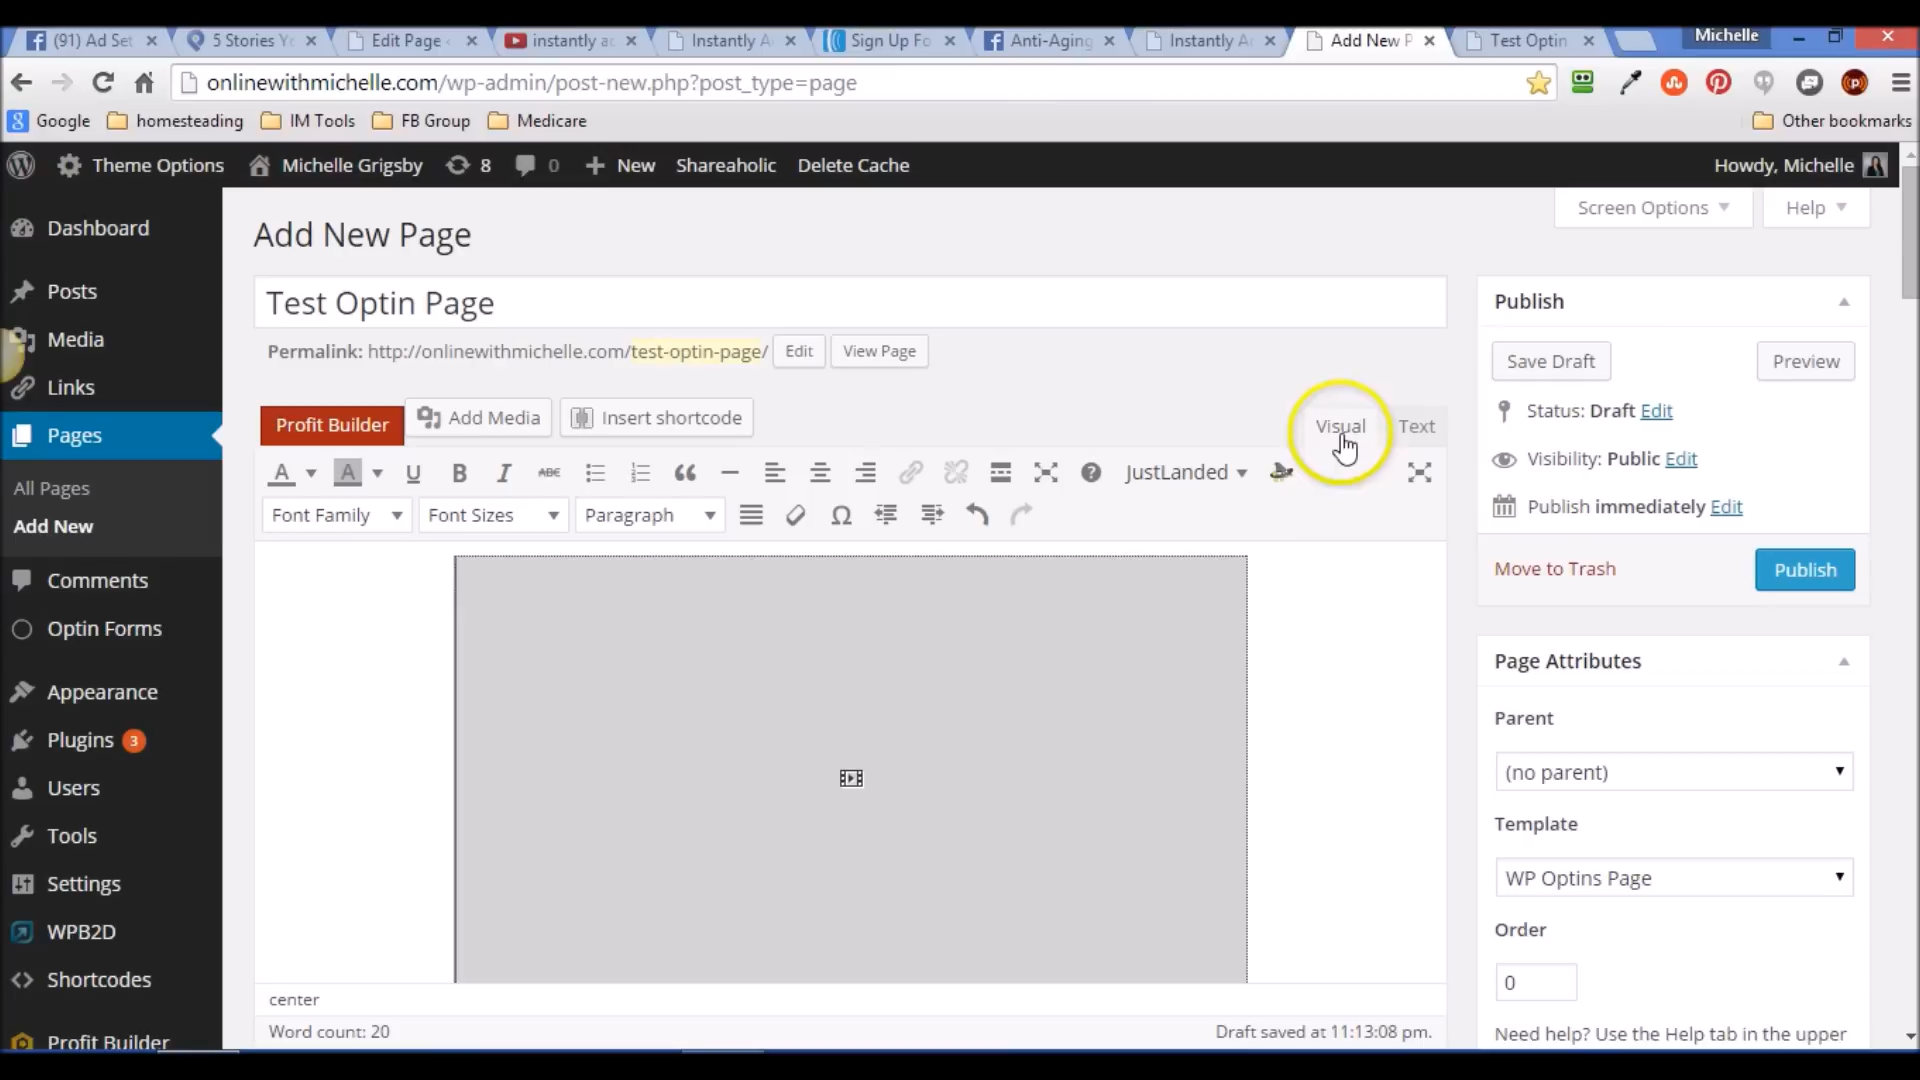 (91) Ad Set
5 Stories Yo
Edit Page
instantly ac
Instantly A
Sign Up Fo
Anti-Aging
Instantly A
Add New P
Test Optin
Michelle
onlinewithmichelle.com/wp-admin/post-new.php?post_type=page
Google
homesteading
IM Tools
FB Group
Medicare
Other bookmarks
Theme Options
Michelle Grigsby
8
0
New
Shareaholic
Delete Cache
Howdy, Michelle
Screen Options
Help
Dashboard
Posts
Media
Links
Pages
All Pages
Add New
Comments
Optin Forms
Appearance
Plugins 3
Users
Tools
Settings
WPB2D
Shortcodes
Profit Builder
Add New Page
Test Optin Page
Permalink: http://onlinewithmichelle.com/test-optin-page/
Edit
View Page
Profit Builder
Add Media
Insert shortcode
Visual
Text
A
A
U
B
I
ABC
JustLanded
Font Family
Font Sizes
Paragraph
Ω
center
Word count: 20
Draft saved at 11:13:08 pm.
Publish
Save Draft
Preview
Status: Draft Edit
Visibility: Public Edit
Publish immediately Edit
Move to Trash
Publish
Page Attributes
Parent
(no parent)
Template
WP Optins Page
Order
0
Need help? Use the Help tab in the upper